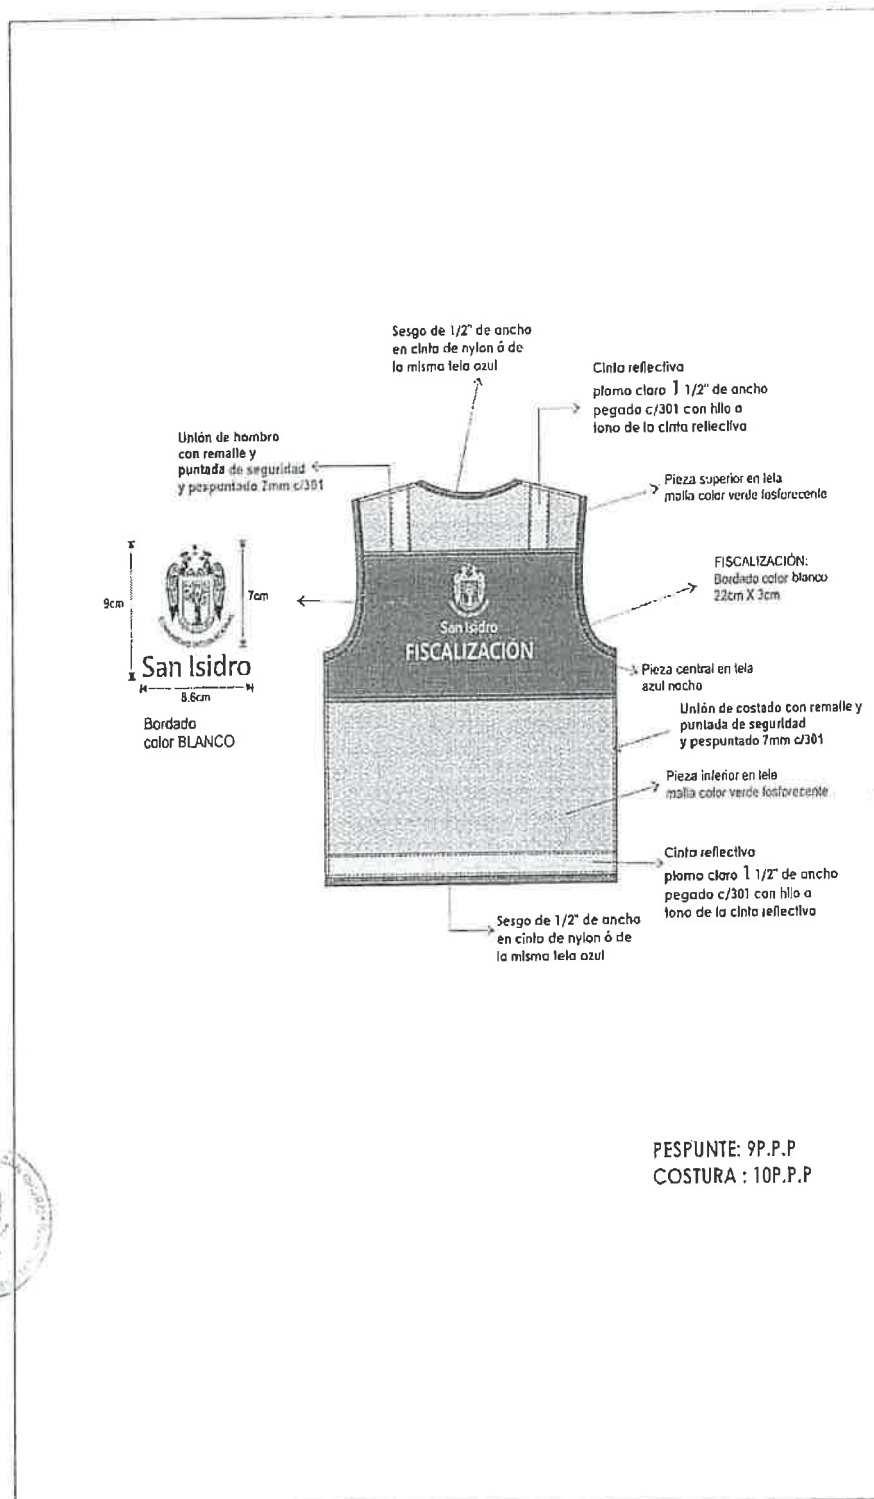 Sesgo de 1/2" de ancho
en cinta de nylon ó de
la misma tela azul
Cinta reflectiva
plomo claro 1 1/2" de ancho
pegado c/301 con hilo a
tono de la cinta reflectiva
Unión de hombro
con remalle y
puntada de seguridad
y pespuntado 7mm c/301
Pieza superior en tela
malla color verde fosforecente
FISCALIZACIÓN:
Bordado color blanco
22cm X 3cm
9cm
7cm
San Isidro
8.6cm
Bordado
color BLANCO
San Isidro
FISCALIZACIÓN
Pieza central en tela
azul noche
Unión de costado con remalle y
puntada de seguridad
y pespuntado 7mm c/301
Pieza inferior en tela
malla color verde fosforecente
Cinta reflectiva
plomo claro 1 1/2" de ancho
pegado c/301 con hilo a
tono de la cinta reflectiva
Sesgo de 1/2" de ancho
en cinta de nylon ó de
la misma tela azul
PESPUNTE: 9P.P.P
COSTURA : 10P.P.P